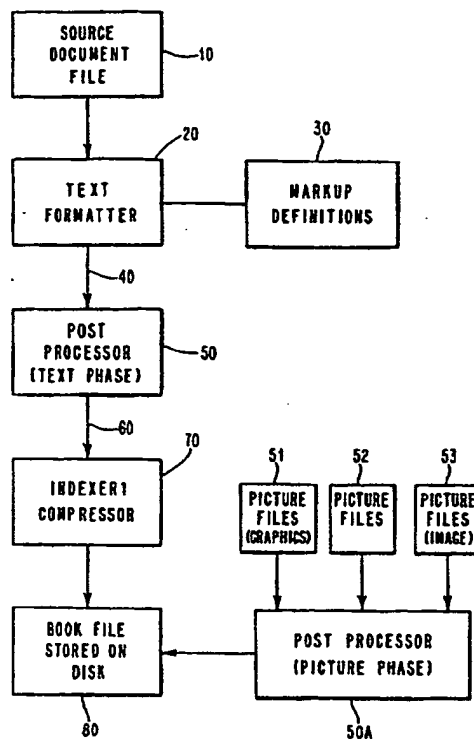 SOURCE
DOCUMENT
FILE
10
20
30
TEXT
FORMATTER
MARKUP
DEFINITIONS
40
POST
PROCESSOR
(TEXT PHASE)
50
60
70
INDEXER1
COMPRESSOR
51
52
53
PICTURE
FILES
(GRAPHICS)
PICTURE
FILES
PICTURE
FILES
(IMAGE)
BOOK FILE
STORED ON
DISK
POST PROCESSOR
(PICTURE PHASE)
80
50A